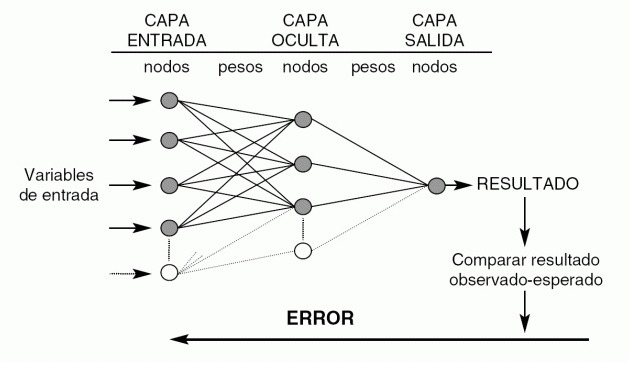 CAPA ENTRADA
CAPA OCULTA
CAPA SALIDA
nodos pesos nodos pesos nodos
Variables
de entrada
RESULTADO
Comparar resultado
observado-esperado
ERROR